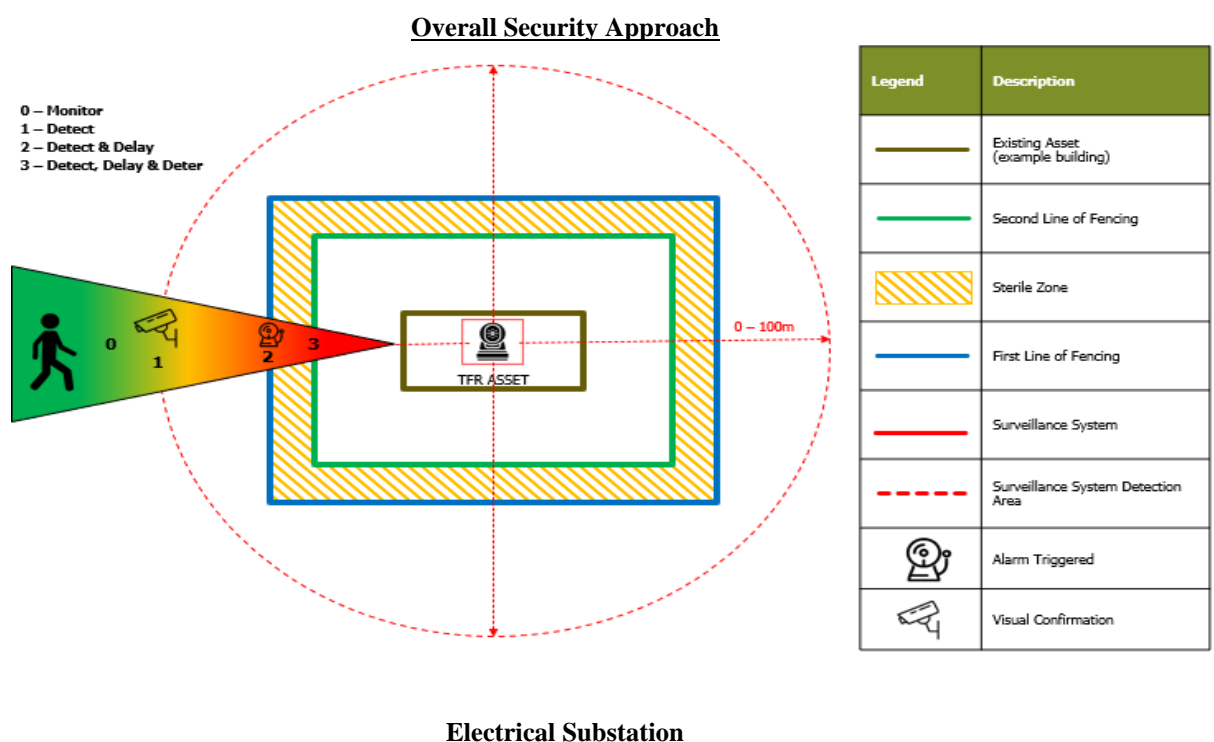 Overall Security Approach
0 – Monitor
1 – Detect
2 – Detect & Delay
3 – Detect, Delay & Deter
0
1
2
3
0 – 100m
TFR ASSET
Legend Description
Existing Asset
(example building)
Second Line of Fencing
Sterile Zone
First Line of Fencing
Surveillance System
Surveillance System Detection
Area
Alarm Triggered
Visual Confirmation
Electrical Substation